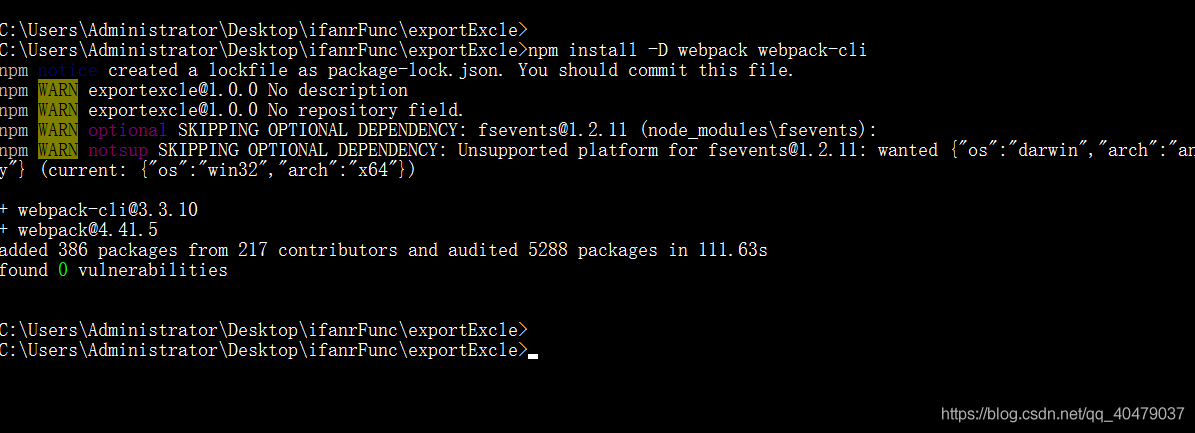 C:\Users\Administrator\Desktop\ifanrFunc\exportExcle>
C:\Users\Administrator\Desktop\ifanrFunc\exportExcle>npm install -D webpack webpack-cli
npm notice created a lockfile as package-lock.json. You should commit this file.
npm WARN exportexcle@1.0.0 No description
npm WARN exportexcle@1.0.0 No repository field.
npm WARN optional SKIPPING OPTIONAL DEPENDENCY: fsevents@1.2.11 (node_modules\fsevents):
npm WARN notsup SKIPPING OPTIONAL DEPENDENCY: Unsupported platform for fsevents@1.2.11: wanted {"os":"darwin","arch":"an
y"} (current: {"os":"win32","arch":"x64"})
+ webpack-cli@3.3.10
+ webpack@4.41.5
added 386 packages from 217 contributors and audited 5288 packages in 111.63s
found 0 vulnerabilities
C:\Users\Administrator\Desktop\ifanrFunc\exportExcle>
C:\Users\Administrator\Desktop\ifanrFunc\exportExcle>
https://blog.csdn.net/qq_40479037